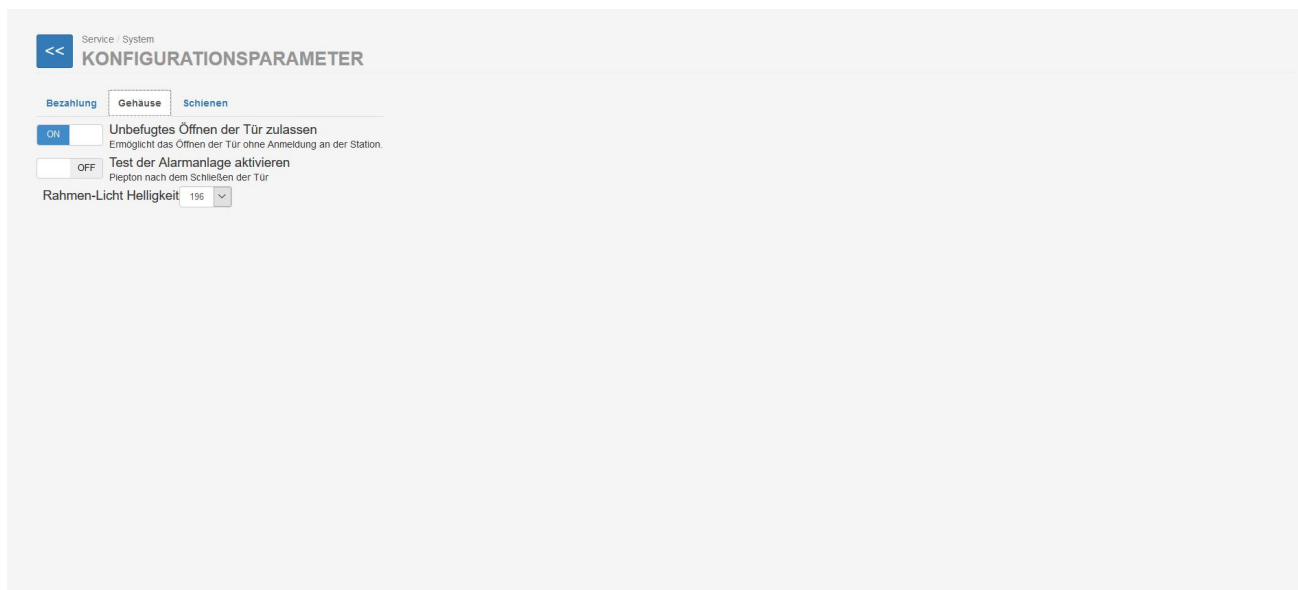 <<
Service / System
KONFIGURATIONSPARAMETER
Bezahlung Gehäuse Schienen
ON Unbefugtes Öffnen der Tür zulassen
Ermöglicht das Öffnen der Tür ohne Anmeldung an der Station.
OFF Test der Alarmanlage aktivieren
Piepton nach dem Schließen der Tür
Rahmen-Licht Helligkeit 196